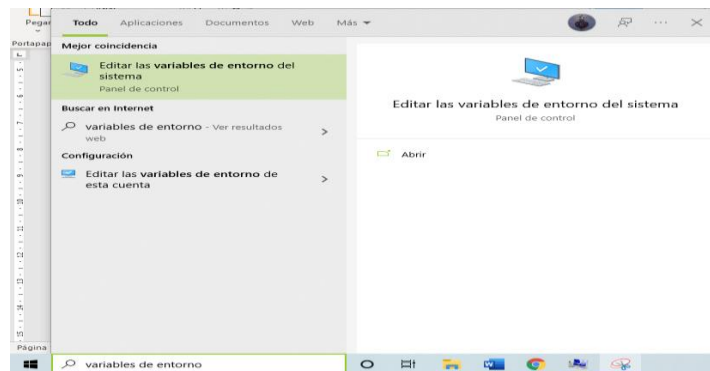 Pegar
Todo Aplicaciones Documentos Web Más
Portapap
Mejor coincidencia
Editar las variables de entorno del
sistema
Panel de control
Buscar en Internet
variables de entorno - Ver resultados
web
Configuración
Editar las variables de entorno de
esta cuenta
Editar las variables de entorno del sistema
Panel de control
Abrir
Página
variables de entorno